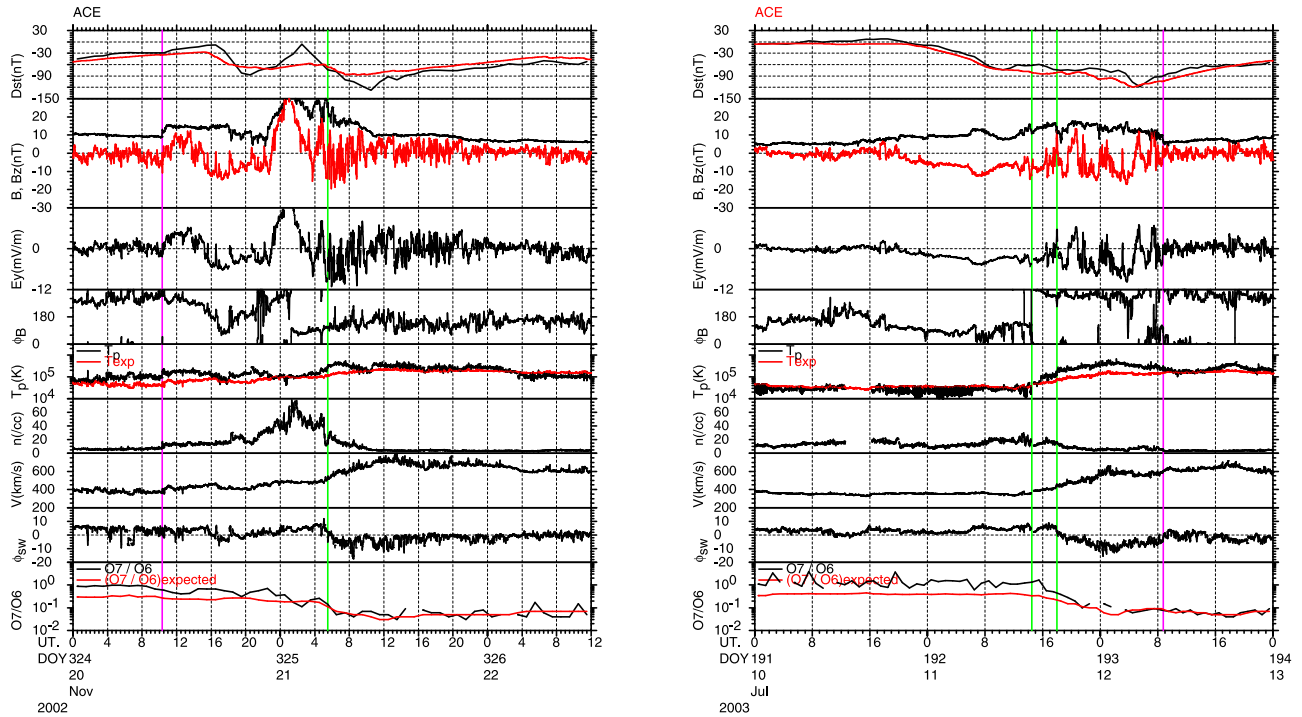 ACE
30
-30
-90
-150
Dst(nT)
20
10
0
-10
-20
-30
B, Bz(nT)
0
-12
Ey(mV/m)
180
0
ϕB
Tp
Texp
10^5
10^4
Tp(K)
60
40
20
0
n(/cc)
600
400
200
V(km/s)
10
0
-10
-20
ϕsw
O7 / O6
(O7 / O6)expected
10^0
10^-1
10^-2
O7/O6
UT. 0 4 8 12 16 20 0 4 8 12 16 20 0 4 8 12
DOY 324 325 326
20 21 22
Nov
2002
ACE
30
-30
-90
-150
Dst(nT)
20
10
0
-10
-20
-30
B, Bz(nT)
0
-12
Ey(mV/m)
180
0
ϕB
Tp
Texp
10^5
10^4
Tp(K)
60
40
20
0
n(/cc)
600
400
200
V(km/s)
10
0
-10
-20
ϕsw
O7 / O6
(O7 / O6)expected
10^0
10^-1
10^-2
O7/O6
UT. 0 8 16 0 8 16 0 8 16 0
DOY 191 192 193 194
10 11 12 13
Jul
2003